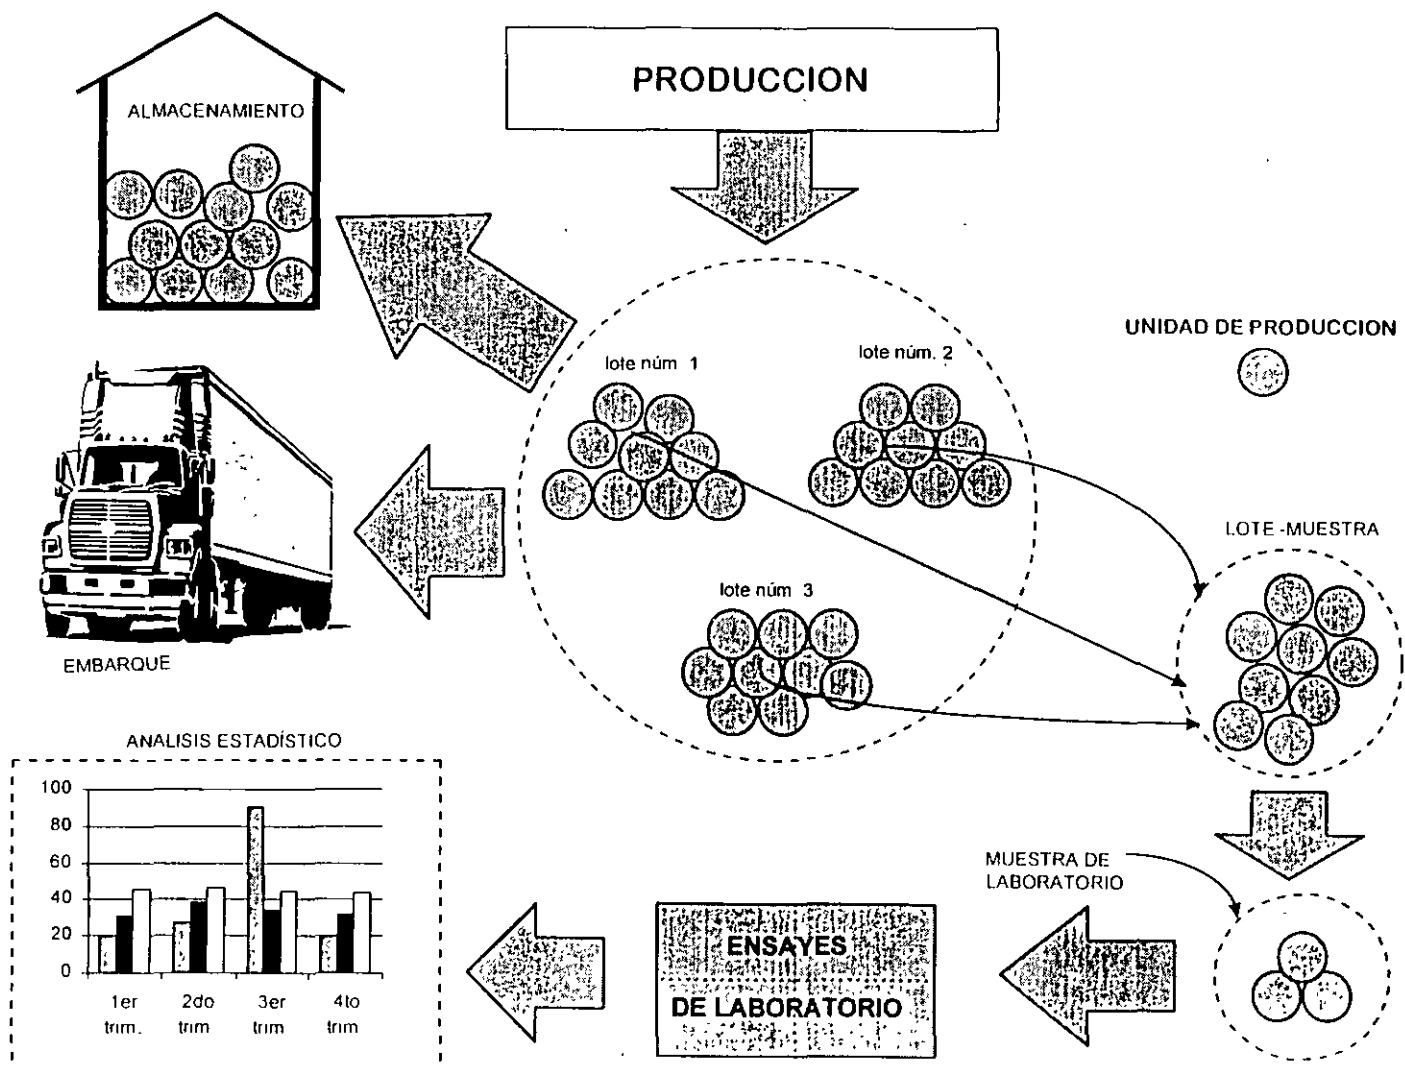 PRODUCCION
ALMACENAMIENTO
UNIDAD DE PRODUCCION
lote núm 1
lote núm. 2
LOTE -MUESTRA
lote núm 3
EMBARQUE
ANALISIS ESTADÍSTICO
100
80
60
40
20
0
1er
trim.
2do
trim
3er
trim
4to
trim
MUESTRA DE
LABORATORIO
ENSAYES
DE LABORATORIO